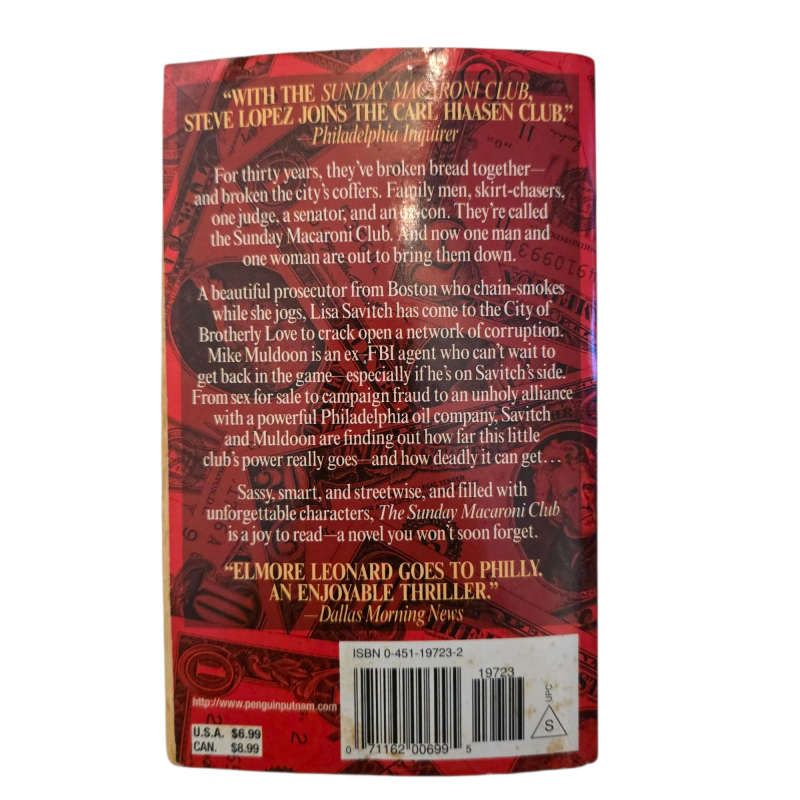 “WITH THE SUNDAY MACARONI CLUB,
STEVE LOPEZ JOINS THE CARL HIAASEN CLUB.”
—Philadelphia Inquirer
For thirty years, they’ve broken bread together—
and broken the city’s coffers. Family men, skirt-chasers,
one judge, a senator, and an ex-con. They’re called
the Sunday Macaroni Club. And now one man and
one woman are out to bring them down.
A beautiful prosecutor from Boston who chain-smokes
while she jogs, Lisa Savitch has come to the City of
Brotherly Love to crack open a network of corruption.
Mike Muldoon is an ex-FBI agent who can’t wait to
get back in the game—especially if he’s on Savitch’s side.
From sex for sale to campaign fraud to an unholy alliance
with a powerful Philadelphia oil company, Savitch
and Muldoon are finding out how far this little
club’s power really goes—and how deadly it can get...
Sassy, smart, and streetwise, and filled with
unforgettable characters, The Sunday Macaroni Club
is a joy to read—a novel you won’t soon forget.
“ELMORE LEONARD GOES TO PHILLY.
AN ENJOYABLE THRILLER.”
—Dallas Morning News
ISBN 0-451-19723-2
19723
http://www.penguinputnam.com
UPC
S
U.S.A. $6.99
CAN. $8.99
0 71162 00699 5